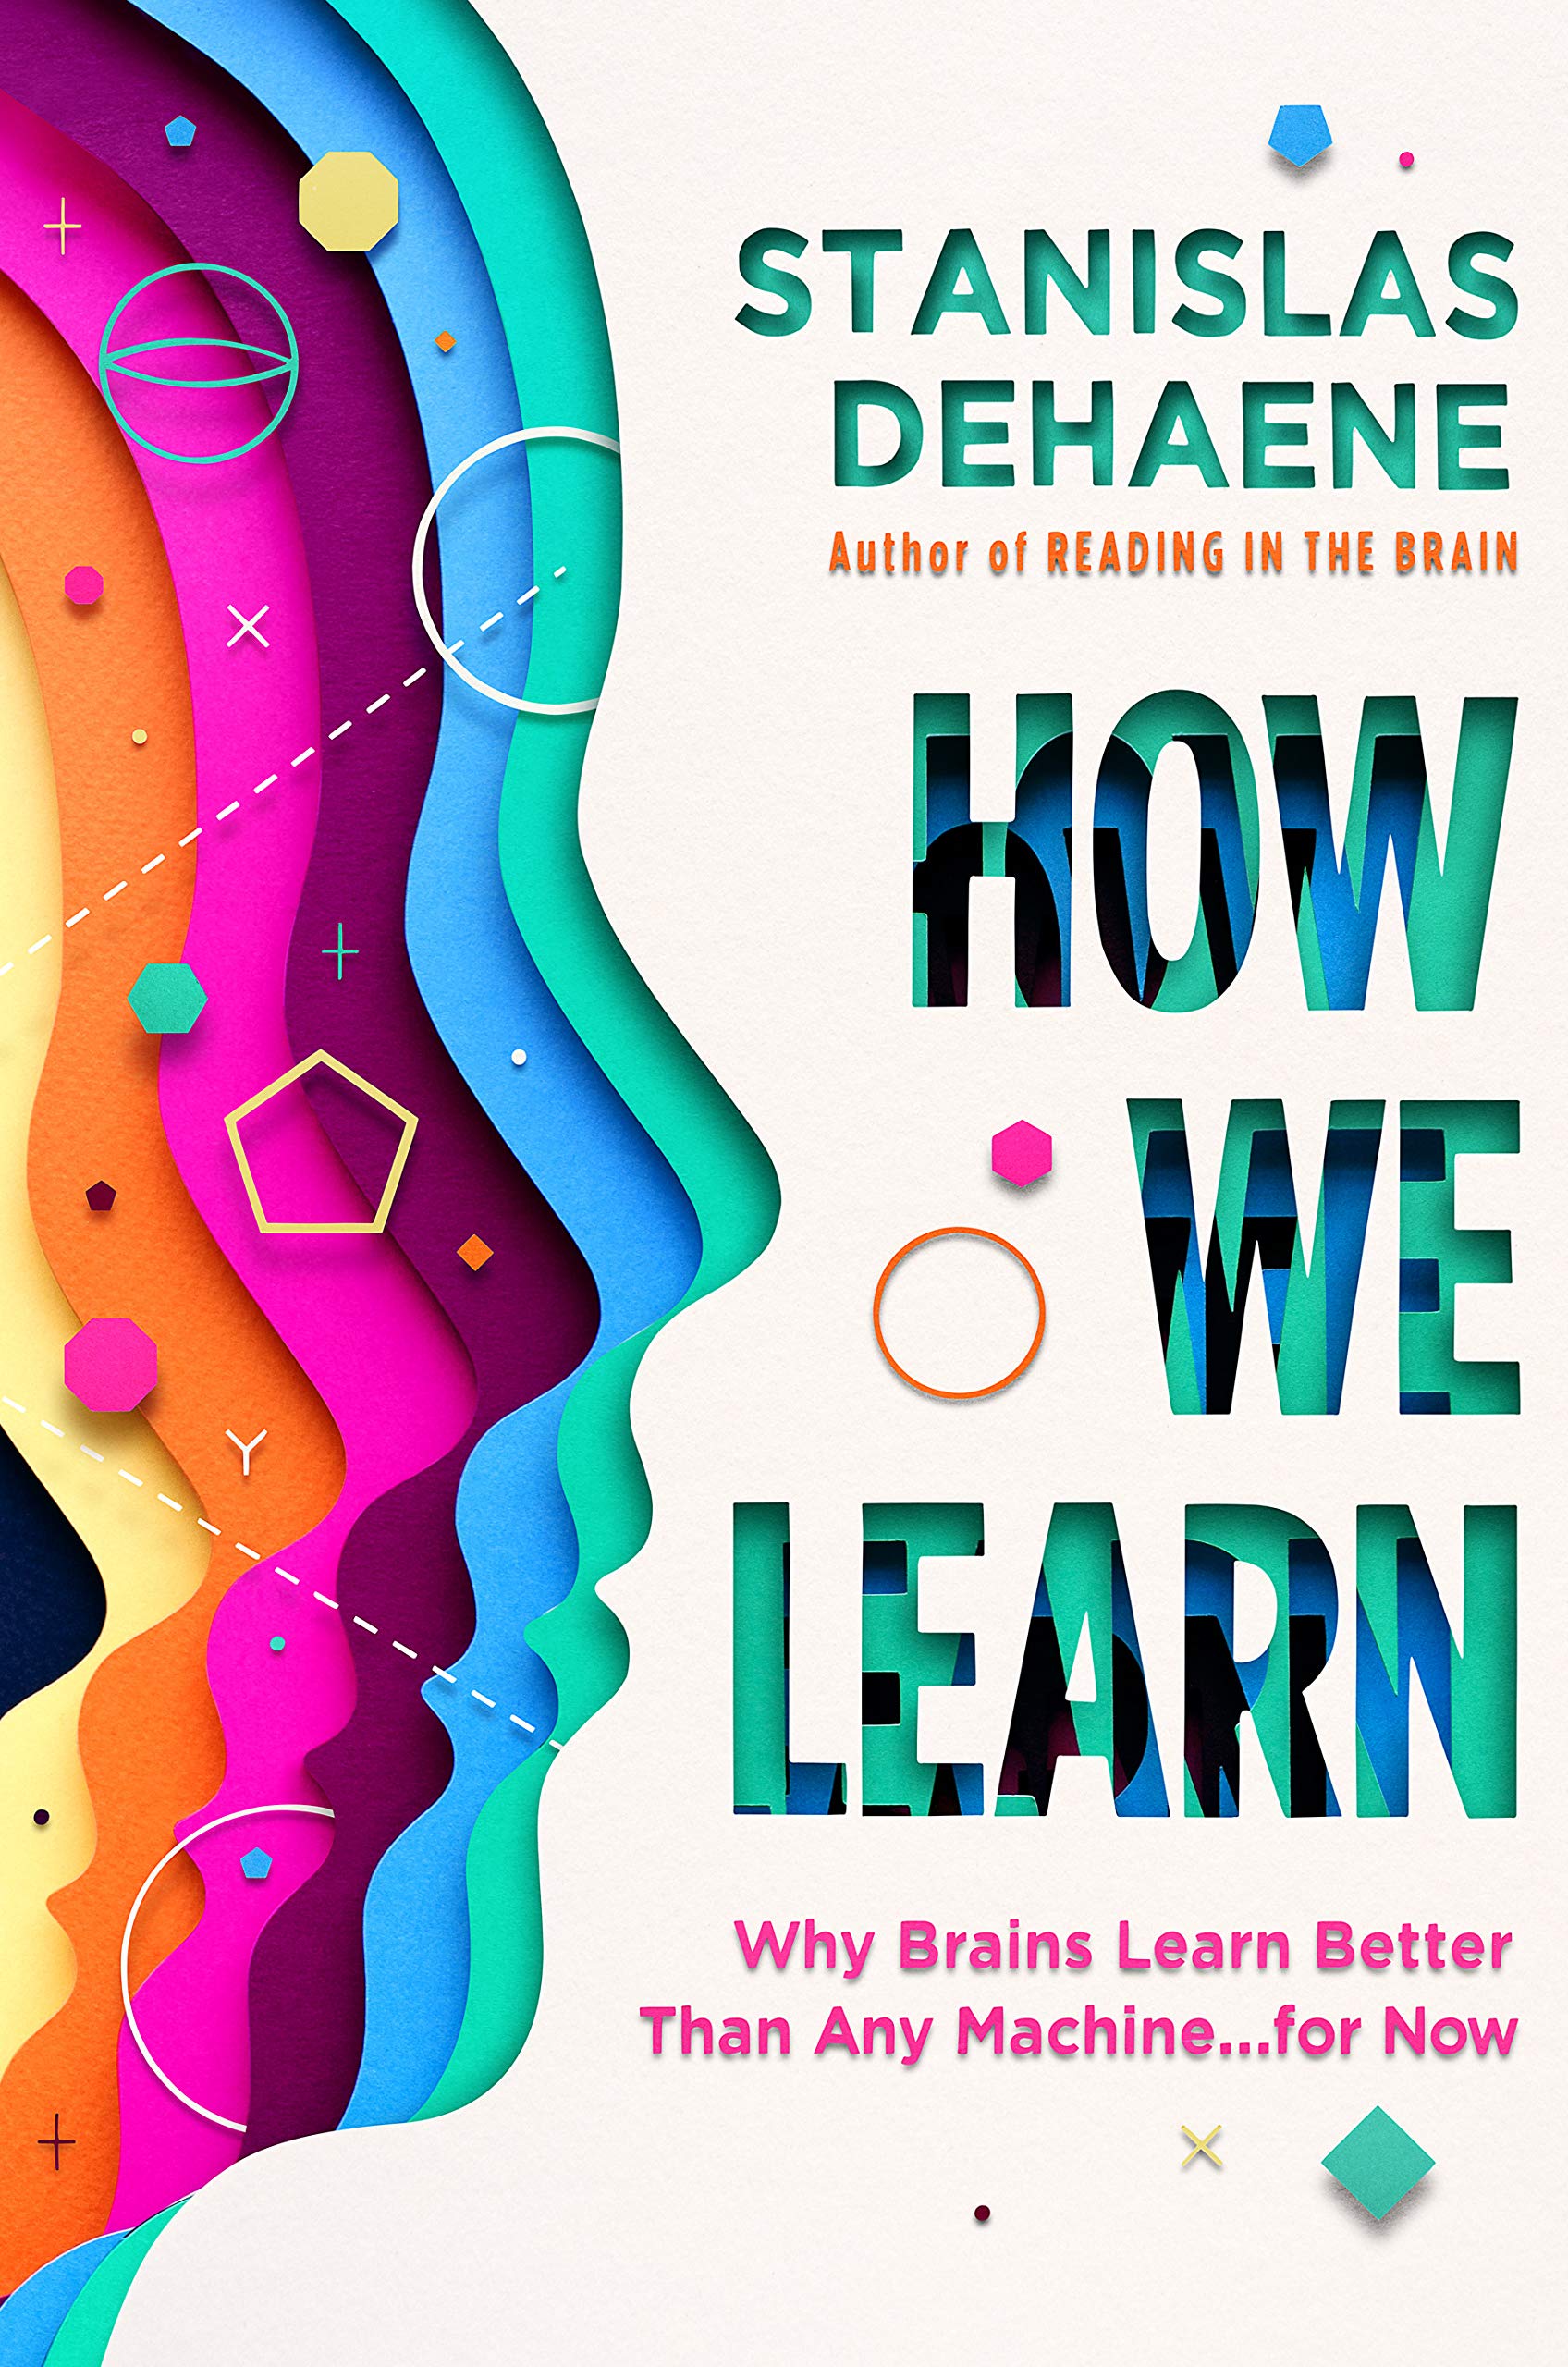 STANISLAS
DEHAENE
Author of READING IN THE BRAIN
HOW
WE
LEARN
Why Brains Learn Better
Than Any Machine...for Now